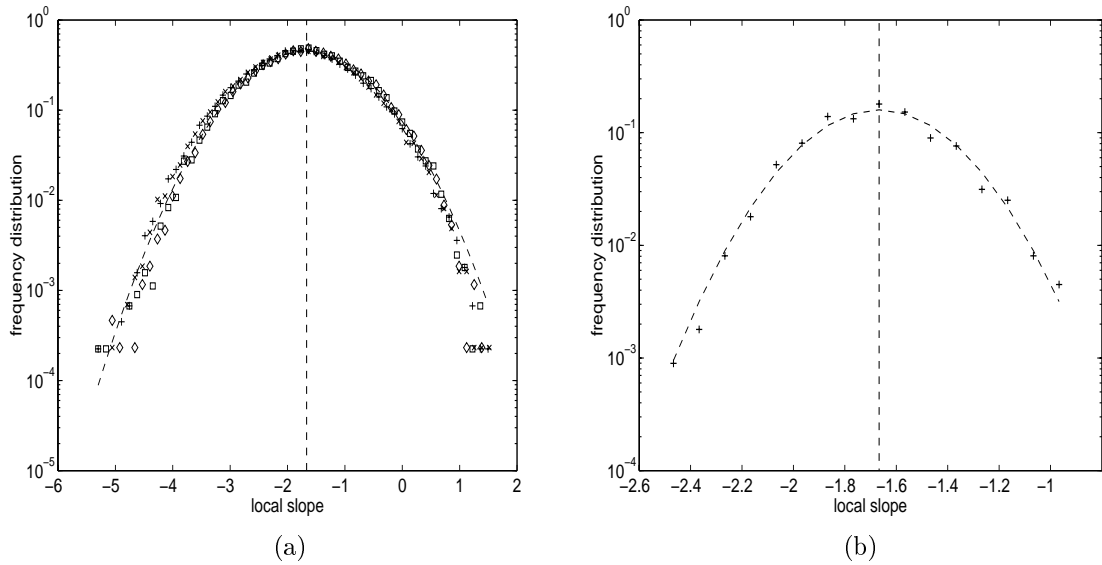 10^0
10^-1
10^-2
10^-3
10^-4
10^-5
frequency distribution
−6 −5 −4 −3 −2 −1 0 1 2
local slope
(a)
10^0
10^-1
10^-2
10^-3
10^-4
frequency distribution
−2.6 −2.4 −2.2 −2 −1.8 −1.6 −1.4 −1.2 −1
local slope
(b)